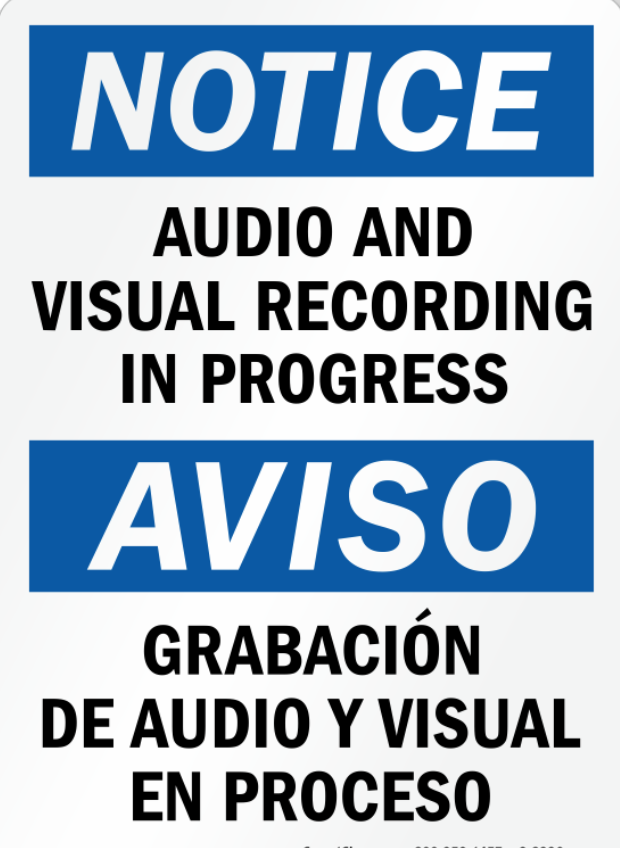 NOTICE
AUDIO AND
VISUAL RECORDING
IN PROGRESS
AVISO
GRABACIÓN
DE AUDIO Y VISUAL
EN PROCESO